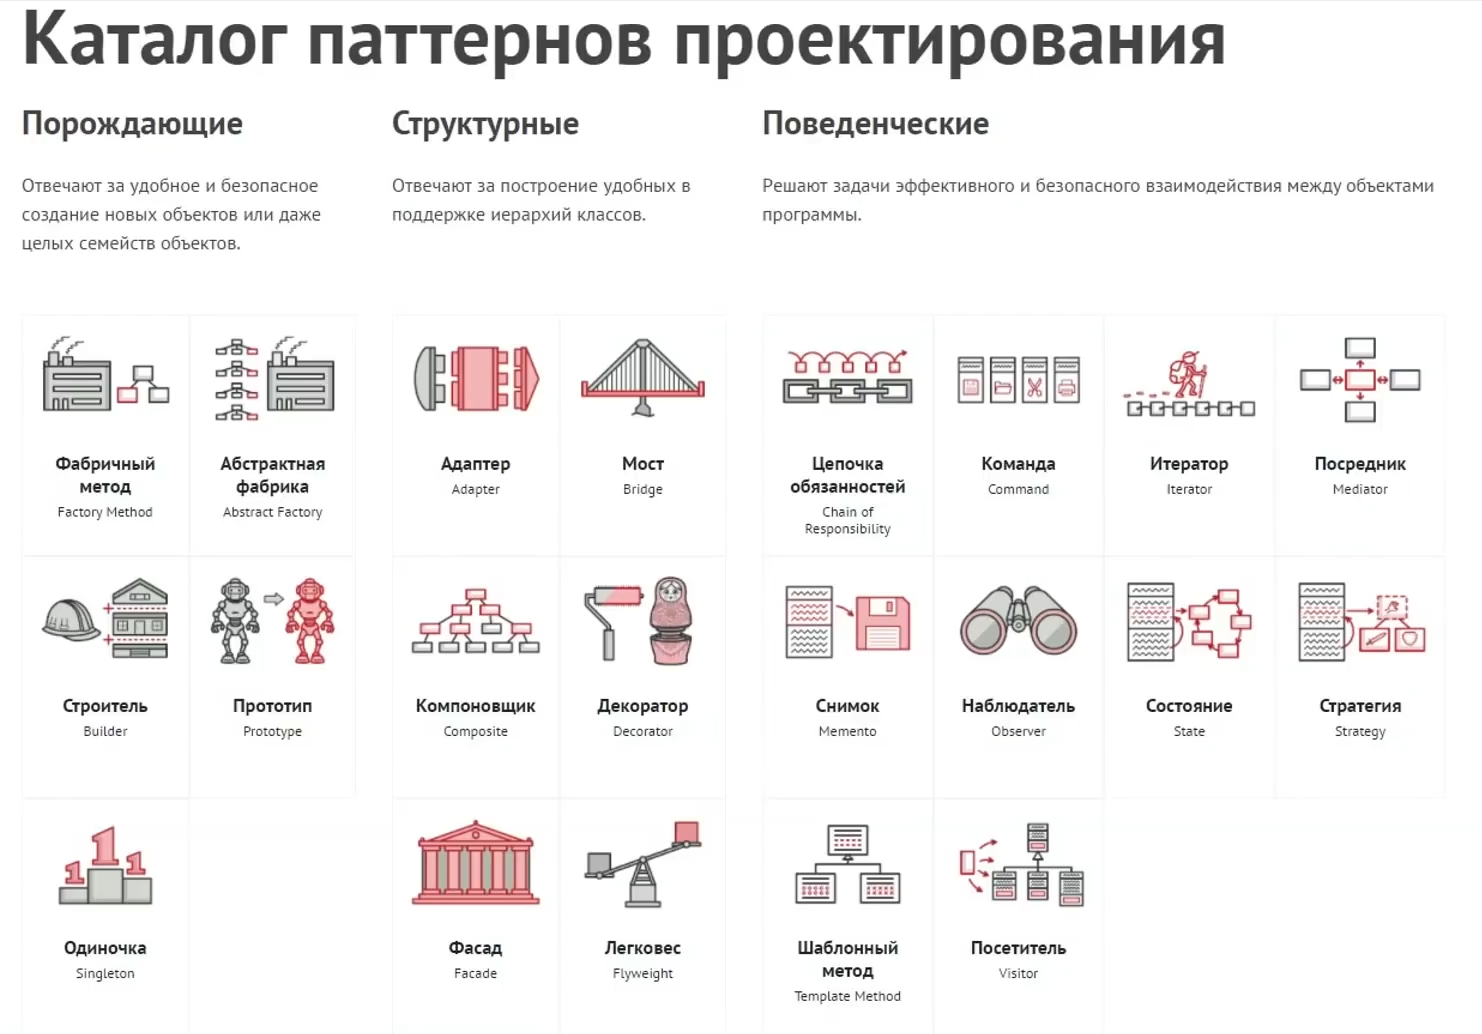 Каталог паттернов проектирования
Порождающие
Отвечают за удобное и безопасное
создание новых объектов или даже
целых семейств объектов.
Фабричный
метод
Factory Method
Абстрактная
фабрика
Abstract Factory
Строитель
Builder
Прототип
Prototype
1
1
1
Одиночка
Singleton
Структурные
Отвечают за построение удобных в
поддержке иерархий классов.
Адаптер
Adapter
Мост
Bridge
Компоновщик
Composite
Декоратор
Decorator
Фасад
Facade
Легковес
Flyweight
Поведенческие
Решают задачи эффективного и безопасного взаимодействия между объектами
программы.
Цепочка
обязанностей
Chain of
Responsibility
Команда
Command
Итератор
Iterator
Посредник
Mediator
Снимок
Memento
Наблюдатель
Observer
Состояние
State
Стратегия
Strategy
Шаблонный
метод
Template Method
Посетитель
Visitor